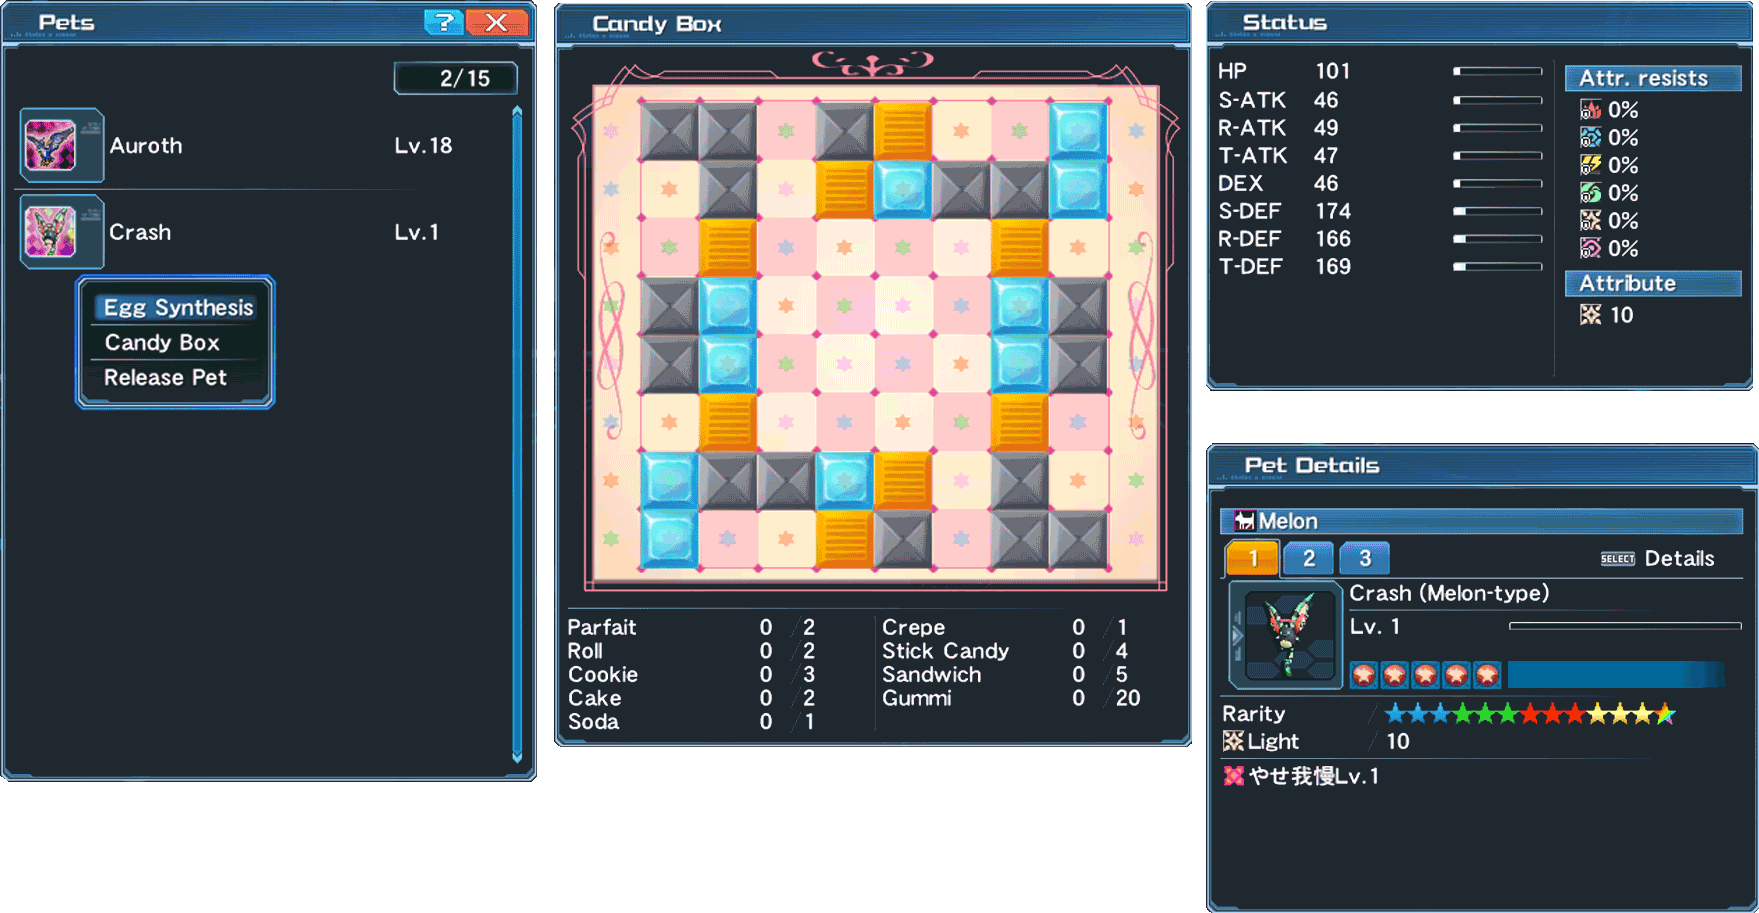 Pets
?
2/15
Auroth Lv.18
Crash Lv.1
Egg Synthesis
Candy Box
Release Pet
Candy Box
Parfait 0 / 2
Roll 0 / 2
Cookie 0 / 3
Cake 0 / 2
Soda 0 / 1
Crepe 0 / 1
Stick Candy 0 / 4
Sandwich 0 / 5
Gummi 0 / 20
Status
HP 101
S-ATK 46
R-ATK 49
T-ATK 47
DEX 46
S-DEF 174
R-DEF 166
T-DEF 169
Attr. resists
0%
0%
0%
0%
0%
0%
Attribute
10
Pet Details
Melon
1 2 3 SELECT Details
Crash (Melon-type)
Lv. 1
Rarity /
Light / 10
やせ我慢Lv.1